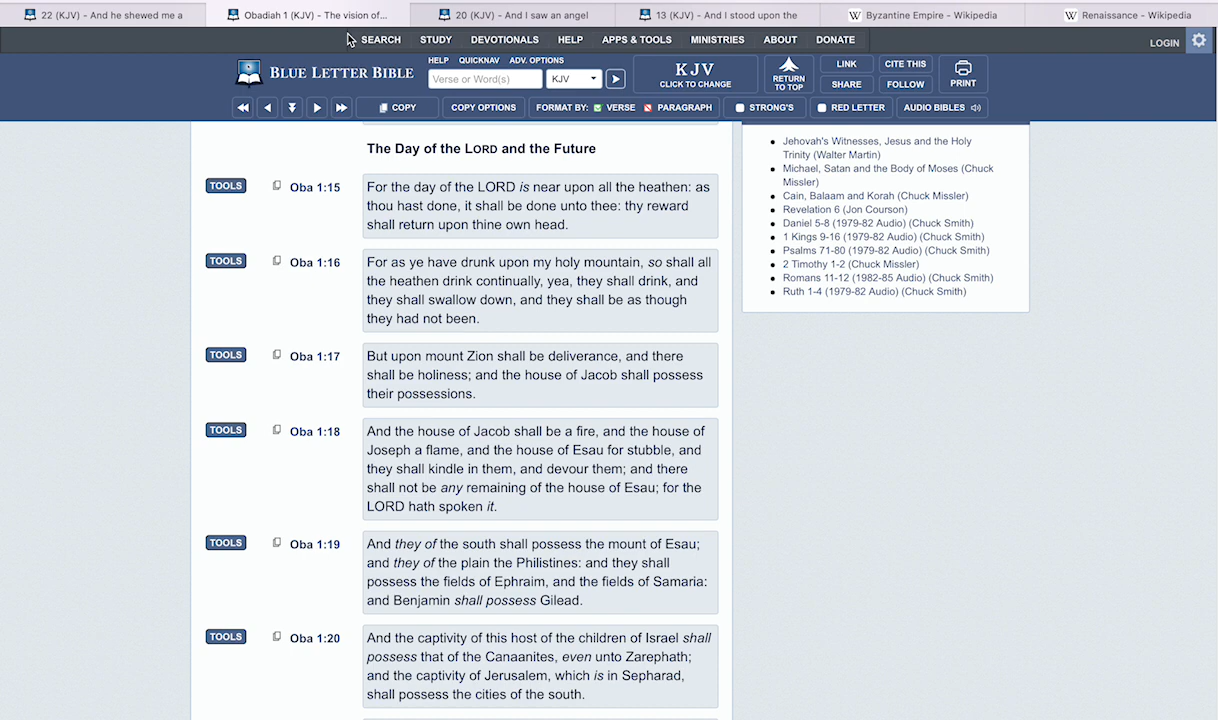 22 (KJV) - And he shewed me a
Obadiah 1 (KJV) - The vision of...
20 (KJV) - And I saw an angel
13 (KJV) - And I stood upon the
Byzantine Empire - Wikipedia
Renaissance - Wikipedia
SEARCH STUDY DEVOTIONALS HELP APPS & TOOLS MINISTRIES ABOUT DONATE
LOGIN
BLUE LETTER BIBLE
HELP QUICKNAV ADV. OPTIONS
Verse or Word(s)
KJV
KJV
CLICK TO CHANGE
RETURN
TO TOP
LINK
CITE THIS
SHARE
FOLLOW
PRINT
COPY
COPY OPTIONS
FORMAT BY: VERSE PARAGRAPH
STRONG'S
RED LETTER
AUDIO BIBLES
The Day of the LORD and the Future
TOOLS
Oba 1:15
For the day of the LORD is near upon all the heathen: as
thou hast done, it shall be done unto thee: thy reward
shall return upon thine own head.
TOOLS
Oba 1:16
For as ye have drunk upon my holy mountain, so shall all
the heathen drink continually, yea, they shall drink, and
they shall swallow down, and they shall be as though
they had not been.
TOOLS
Oba 1:17
But upon mount Zion shall be deliverance, and there
shall be holiness; and the house of Jacob shall possess
their possessions.
TOOLS
Oba 1:18
And the house of Jacob shall be a fire, and the house of
Joseph a flame, and the house of Esau for stubble, and
they shall kindle in them, and devour them; and there
shall not be any remaining of the house of Esau; for the
LORD hath spoken it.
TOOLS
Oba 1:19
And they of the south shall possess the mount of Esau;
and they of the plain the Philistines: and they shall
possess the fields of Ephraim, and the fields of Samaria:
and Benjamin shall possess Gilead.
TOOLS
Oba 1:20
And the captivity of this host of the children of Israel shall
possess that of the Canaanites, even unto Zarephath;
and the captivity of Jerusalem, which is in Sepharad,
shall possess the cities of the south.
Jehovah's Witnesses, Jesus and the Holy
Trinity (Walter Martin)
Michael, Satan and the Body of Moses (Chuck
Missler)
Cain, Balaam and Korah (Chuck Missler)
Revelation 6 (Jon Courson)
Daniel 5-8 (1979-82 Audio) (Chuck Smith)
1 Kings 9-16 (1979-82 Audio) (Chuck Smith)
Psalms 71-80 (1979-82 Audio) (Chuck Smith)
2 Timothy 1-2 (Chuck Missler)
Romans 11-12 (1982-85 Audio) (Chuck Smith)
Ruth 1-4 (1979-82 Audio) (Chuck Smith)